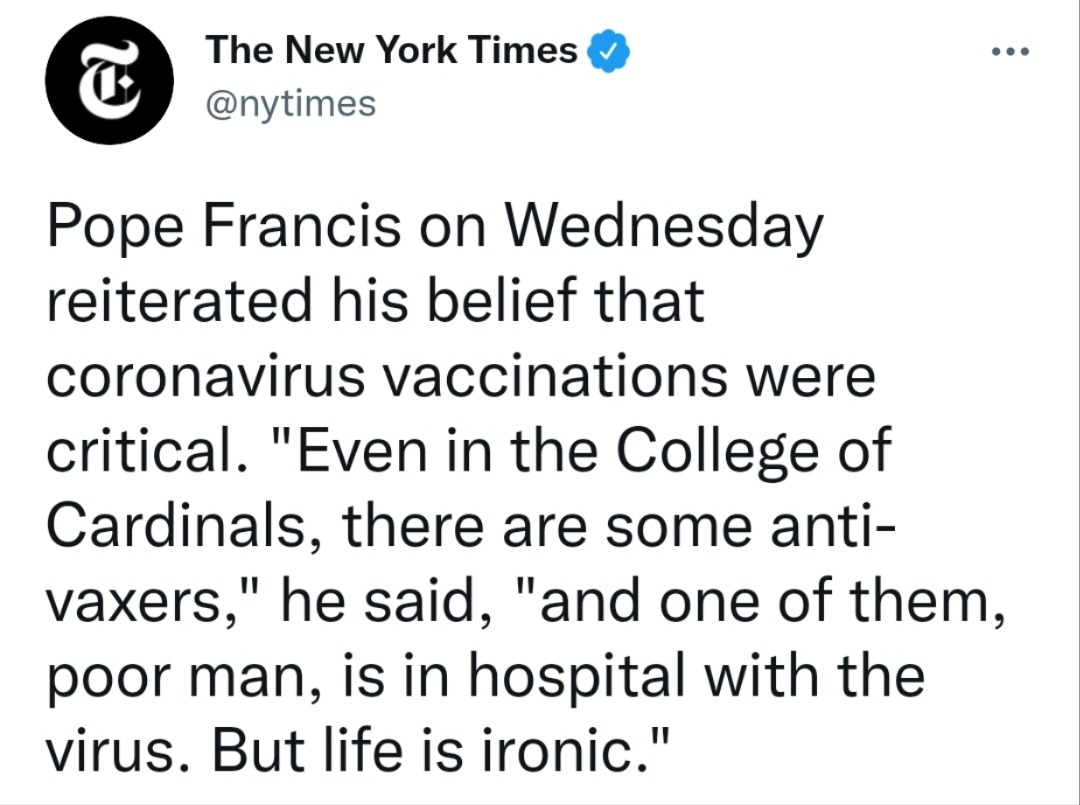 The New York Times
@nytimes
Pope Francis on Wednesday
reiterated his belief that
coronavirus vaccinations were
critical. "Even in the College of
Cardinals, there are some anti-
vaxers," he said, "and one of them,
poor man, is in hospital with the
virus. But life is ironic."